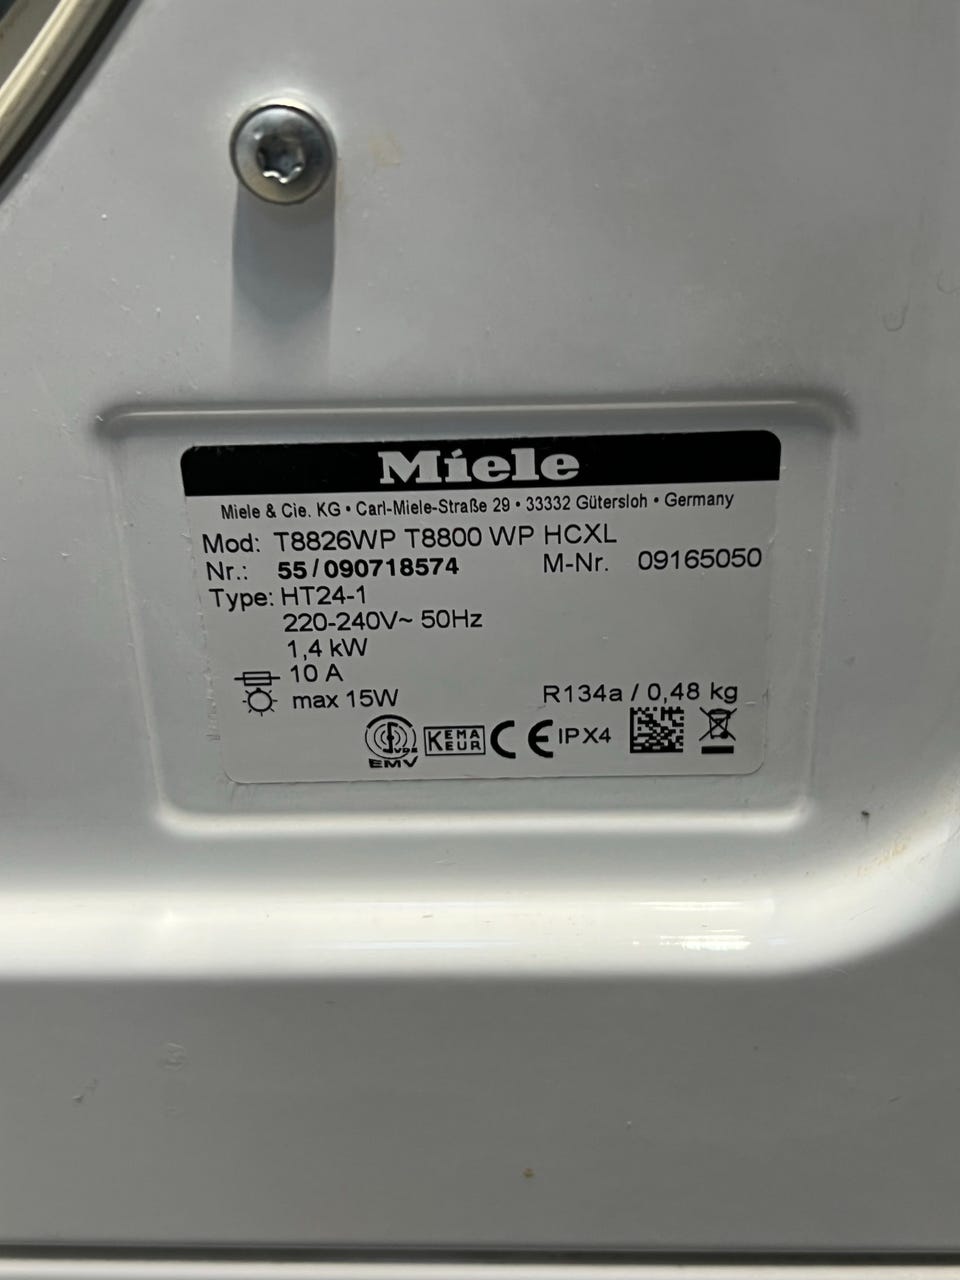 Miele
Miele & Cie. KG • Carl-Miele-Straße 29 • 33332 Gütersloh • Germany
Mod: T8826WP T8800 WP HCXL
Nr.: 55/090718574 M-Nr. 09165050
Type: HT24-1
220-240V~ 50Hz
1,4 kW
10 A
max 15W R134a / 0,48 kg
VDE EMV KEMA KEUR CE IPX4